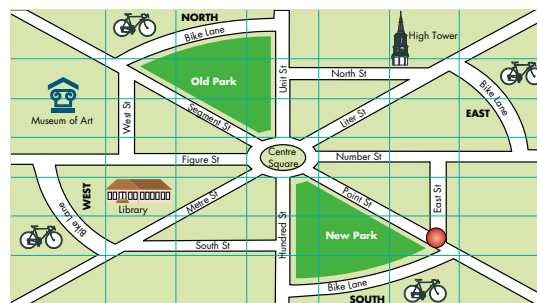 NORTH
Bike Lane
High Tower
Unit St
North St
Old Park
Bike Lane
Museum of Art
West St
Segment St
Liter St
EAST
Centre
Square
Figure St
Number St
WEST
Library
Metre St
Point St
East St
Bike Lane
Hundred St
New Park
South St
Bike Lane
SOUTH